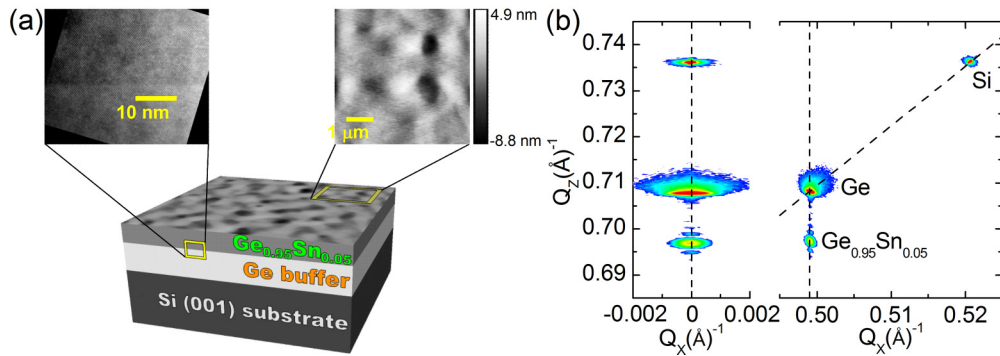 (a)
10 nm
1 µm
4.9 nm
-8.8 nm
Ge0.95Sn0.05
Ge buffer
Si (001) substrate
(b)
QZ(Å)-1
0.74
0.73
0.72
0.71
0.70
0.69
Si
Ge
Ge0.95Sn0.05
-0.002 0 0.002 0.50 0.51 0.52
QX(Å)-1 QX(Å)-1